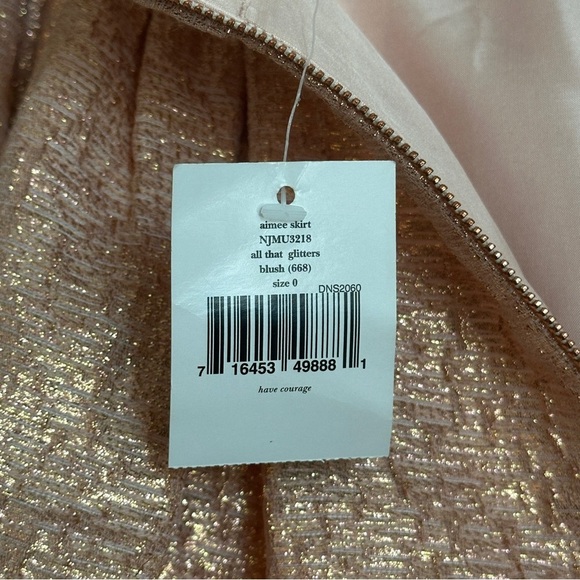 aimee skirt
NJMU3218
all that glitters
blush (668)
size 0
DNS2060
7 16453 49888 1
have courage